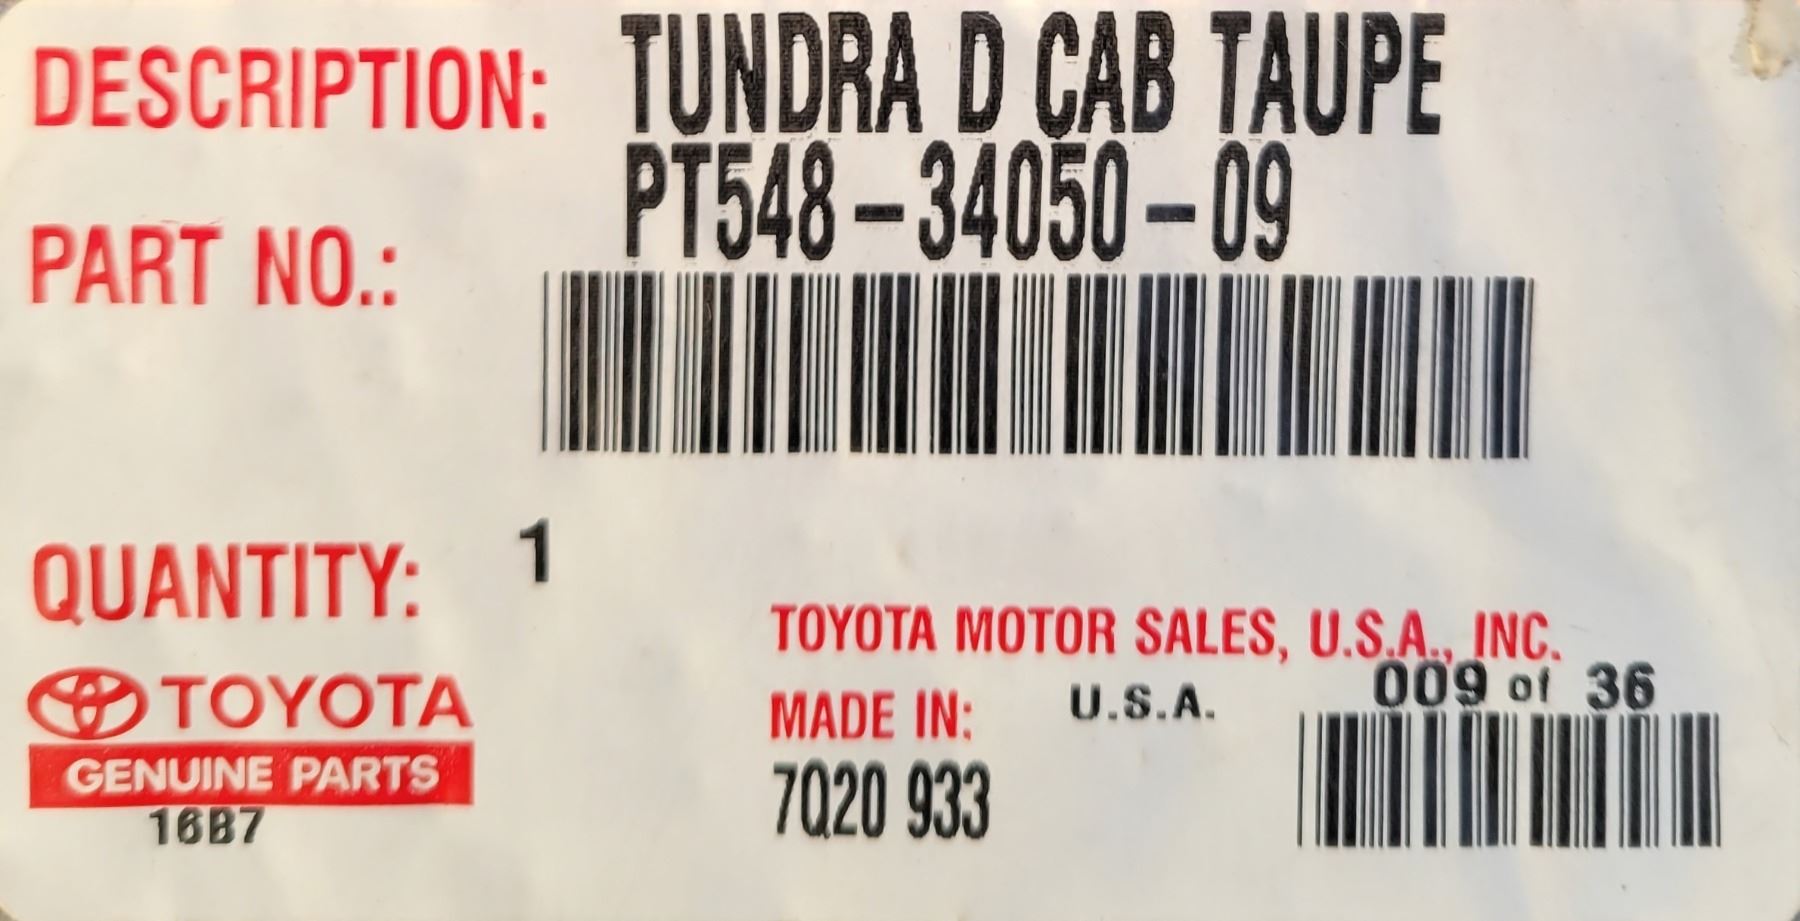 DESCRIPTION: TUNDRA D CAB TAUPE
PART NO.: PT548-34050-09
QUANTITY: 1
TOYOTA MOTOR SALES, U.S.A., INC.
009 of 36
TOYOTA
MADE IN: U.S.A.
GENUINE PARTS
7Q20 933
16B7